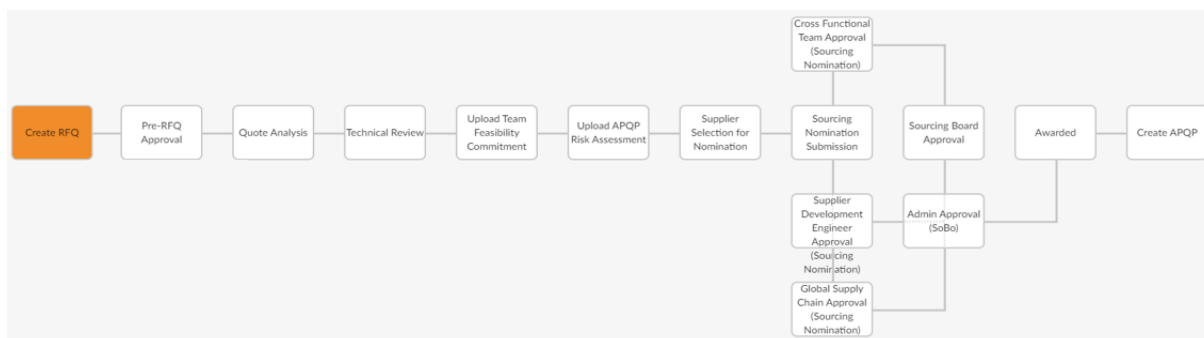 Create RFQ
Pre-RFQ
Approval
Quote Analysis
Technical Review
Upload Team
Feasibility
Commitment
Upload APQP
Risk Assessment
Supplier
Selection for
Nomination
Cross Functional
Team Approval
(Sourcing
Nomination)
Sourcing
Nomination
Submission
Supplier
Development
Engineer
Approval
(Sourcing
Nomination)
Global Supply
Chain Approval
(Sourcing
Nomination)
Sourcing Board
Approval
Admin Approval
(SoBo)
Awarded
Create APQP